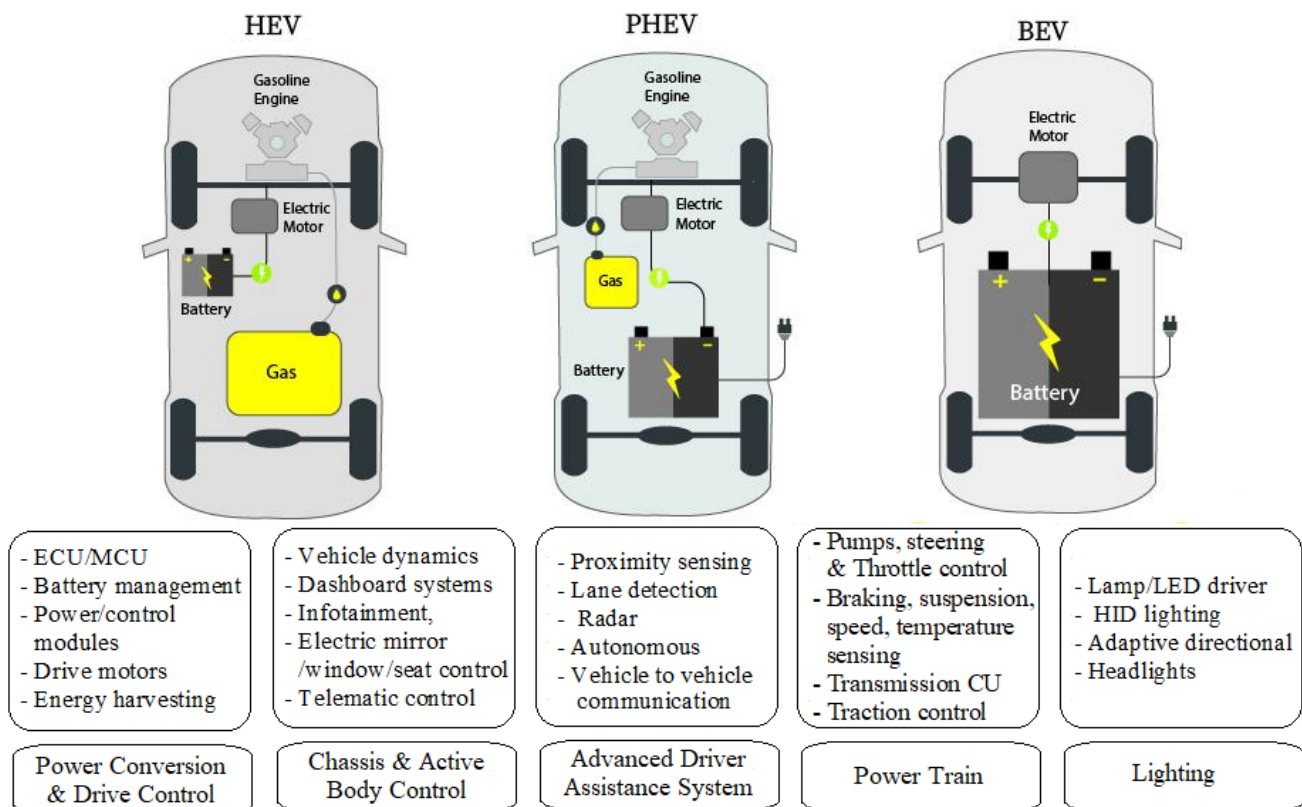 HEV
PHEV
BEV
Gasoline
Engine
Electric
Motor
+ -
Battery
Gas
Gasoline
Engine
Electric
Motor
Gas
+ -
Battery
Electric
Motor
+ -
Battery
- ECU/MCU
- Battery management
- Power/control
modules
- Drive motors
- Energy harvesting
- Vehicle dynamics
- Dashboard systems
- Infotainment,
- Electric mirror
/window/seat control
- Telematic control
- Proximity sensing
- Lane detection
- Radar
- Autonomous
- Vehicle to vehicle
communication
- Pumps, steering
& Throttle control
- Braking, suspension,
speed, temperature
sensing
- Transmission CU
- Traction control
- Lamp/LED driver
- HID lighting
- Adaptive directional
- Headlights
Power Conversion
& Drive Control
Chassis & Active
Body Control
Advanced Driver
Assistance System
Power Train
Lighting